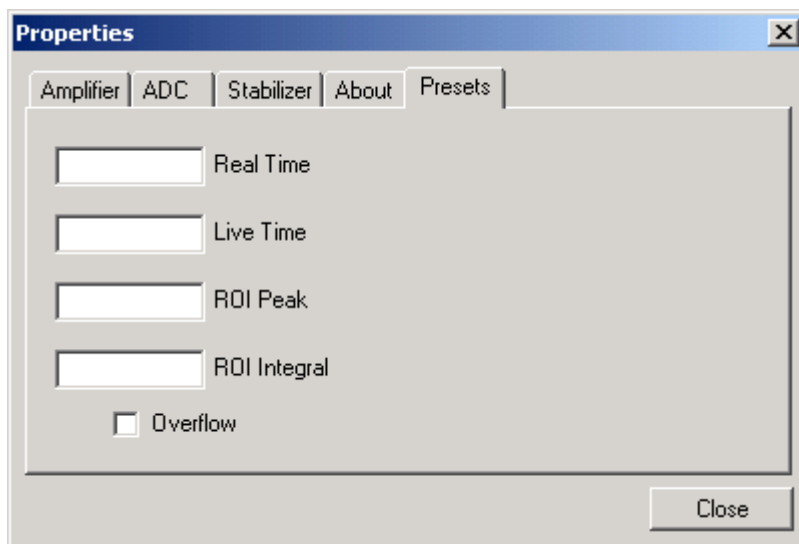 Properties
Amplifier ADC Stabilizer About Presets
Real Time
Live Time
ROI Peak
ROI Integral
Overflow
Close